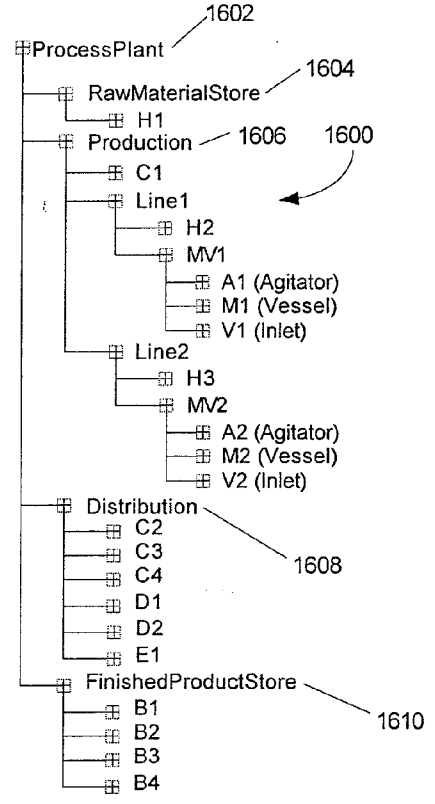 1602
ProcessPlant
1604
RawMaterialStore
H1
Production 1606 1600
C1
Line1
H2
MV1
A1 (Agitator)
M1 (Vessel)
V1 (Inlet)
Line2
H3
MV2
A2 (Agitator)
M2 (Vessel)
V2 (Inlet)
Distribution
C2
C3
1608
C4
D1
D2
E1
FinishedProductStore
B1
1610
B2
B3
B4